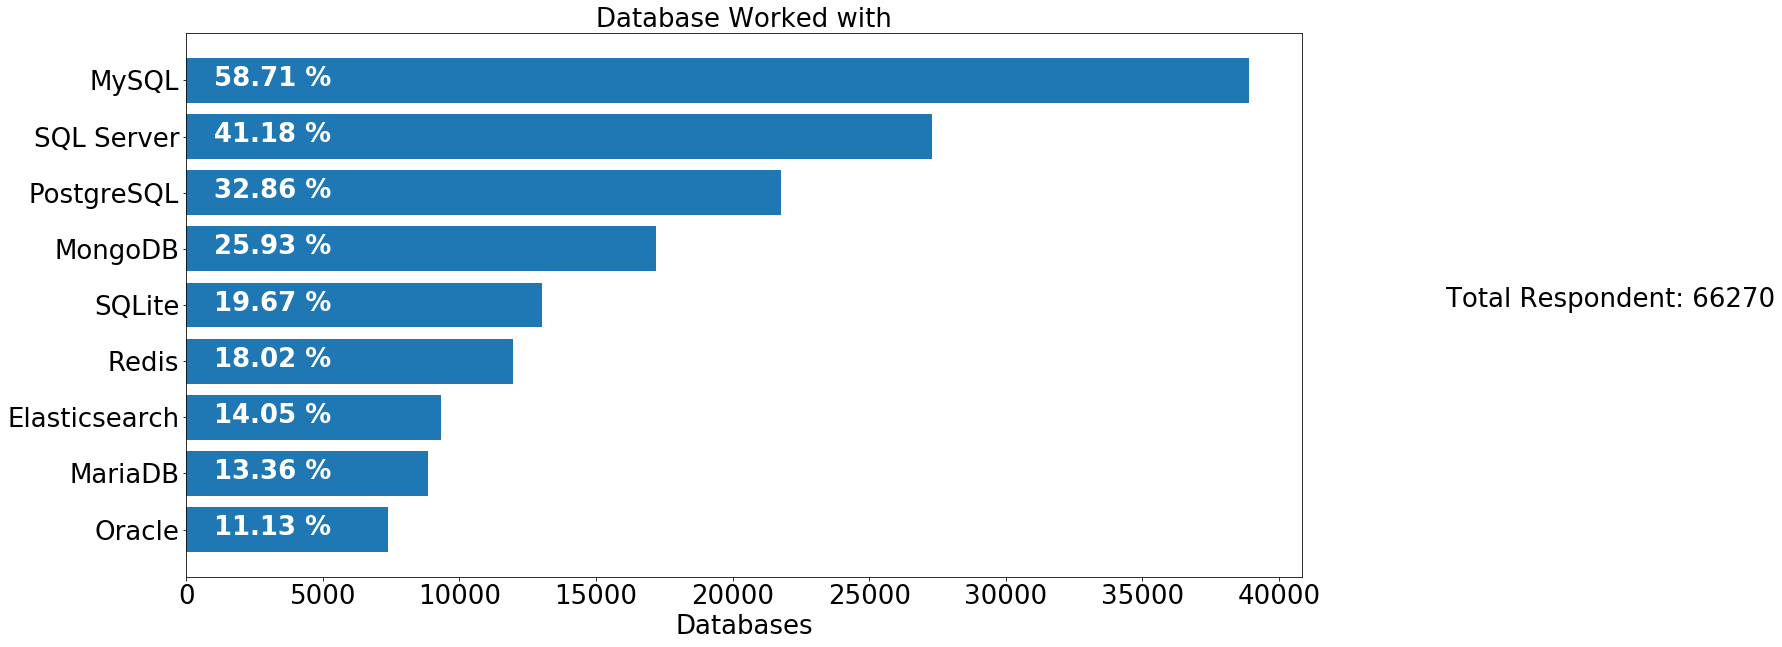 Database Worked with
MySQL 58.71 %
SQL Server 41.18 %
PostgreSQL 32.86 %
MongoDB 25.93 %
SQLite 19.67 %
Total Respondent: 66270
Redis 18.02 %
Elasticsearch 14.05 %
MariaDB 13.36 %
Oracle 11.13 %
0 5000 10000 15000 20000 25000 30000 35000 40000
Databases